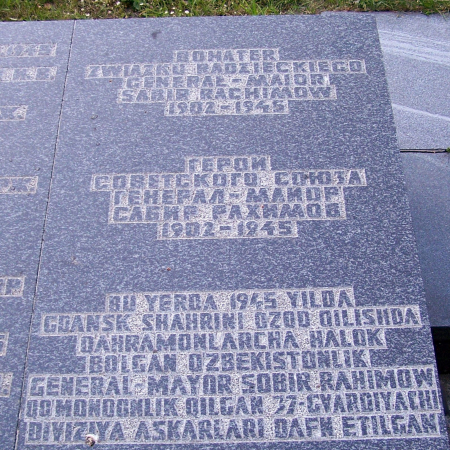 BOHATER
ZWIĄZKU RADZIECKIEGO
GENERAŁ-MAJOR
SABIR RACHIMOW
1902-1945
ГЕРОЙ
СОВЕТСКОГО СОЮЗА
ГЕНЕРАЛ-МАЙОР
САБИР РАХИМОВ
1902-1945
BU YERDA 1945 YILDA
GDANSK SHAHRINI OZOD QILISHDA
QAHRAMONLARCHA HALOK
BOLGAN OZBEKISTONLIK
GENERAL-MAYOR SOBIR RAHIMOW
QOMONDONLIK QILGAN 37 GVARDIYACHI
DIVIZIYA ASKARLARI DAFN ETILGAN